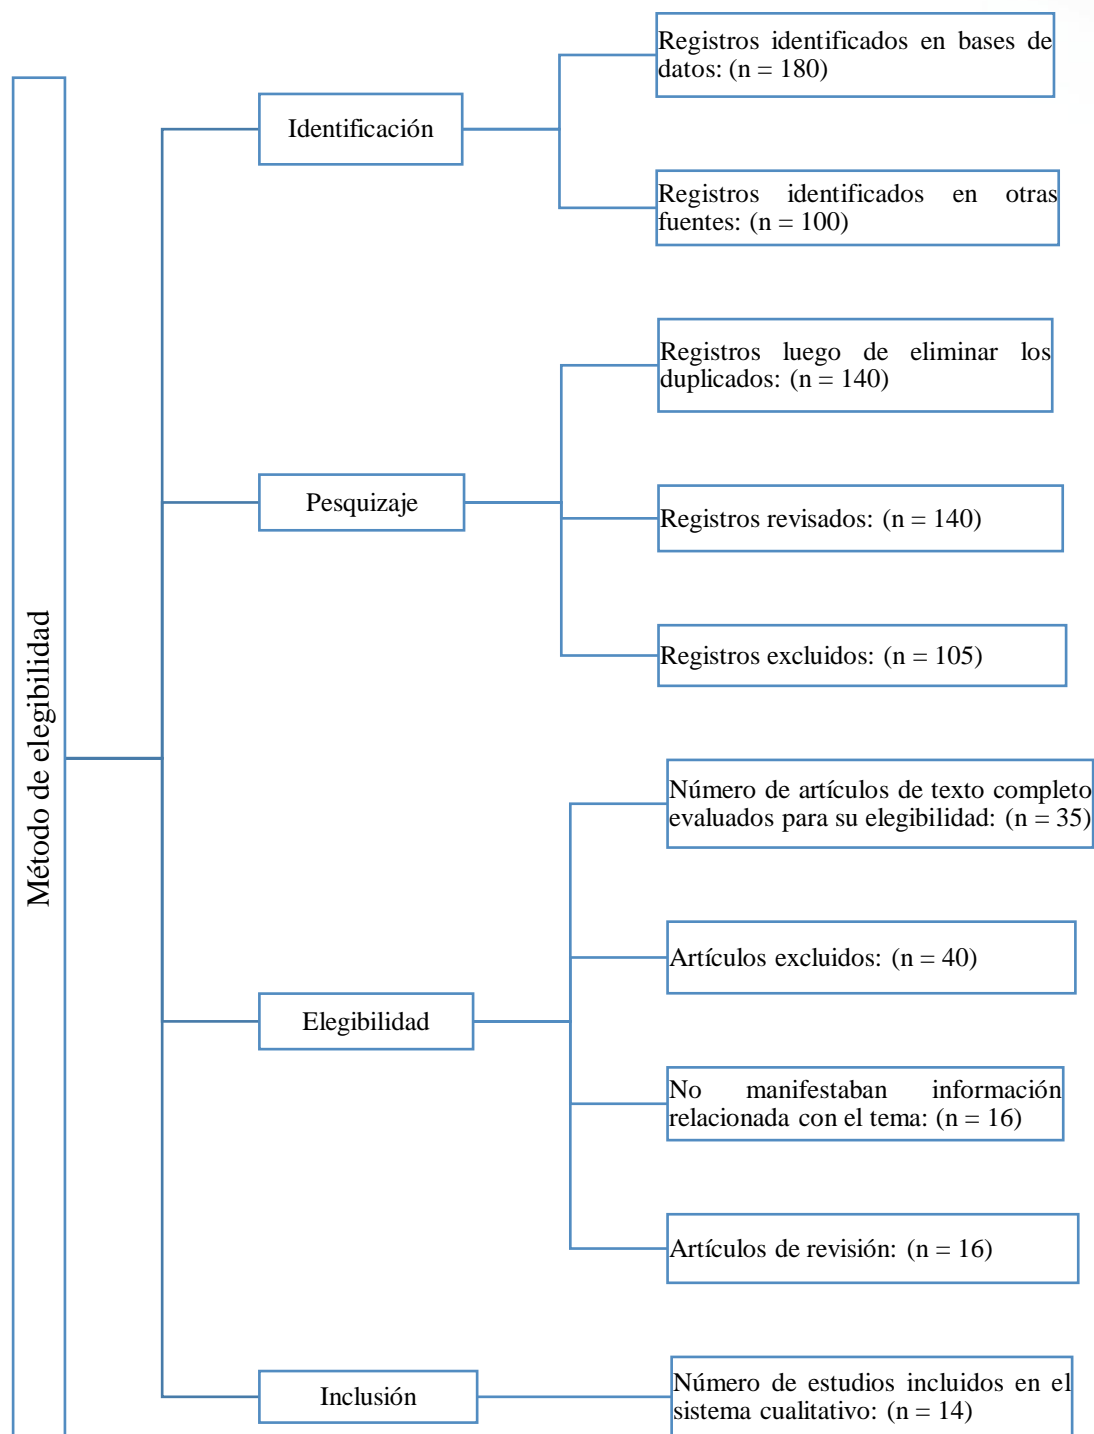 Método de elegibilidad
Identificación
Registros identificados en bases de
datos: (n = 180)
Registros identificados en otras
fuentes: (n = 100)
Pesquizaje
Registros luego de eliminar los
duplicados: (n = 140)
Registros revisados: (n = 140)
Registros excluidos: (n = 105)
Elegibilidad
Número de artículos de texto completo
evaluados para su elegibilidad: (n = 35)
Artículos excluidos: (n = 40)
No manifestaban información
relacionada con el tema: (n = 16)
Artículos de revisión: (n = 16)
Inclusión
Número de estudios incluidos en el
sistema cualitativo: (n = 14)